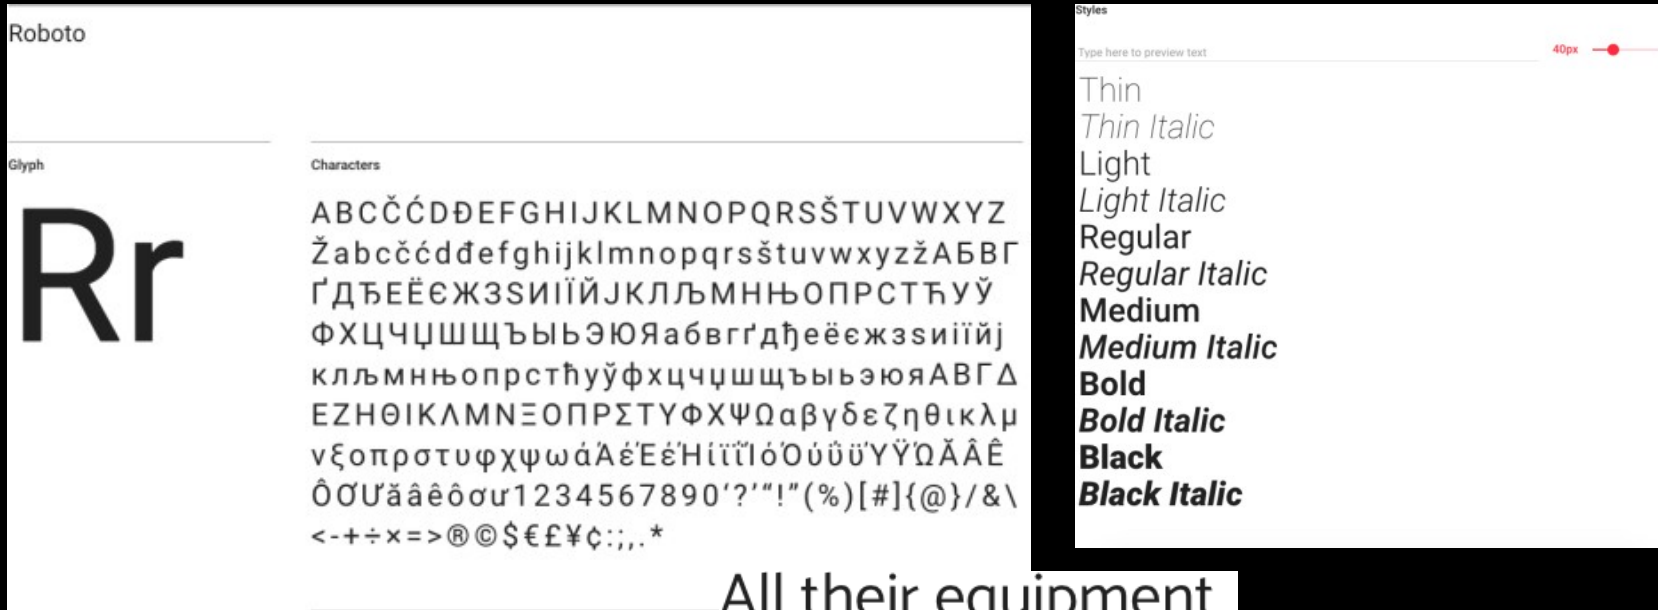 Roboto
Glyph
Rr
Characters
ABCČĆDĐEFGHIJKLMNOPQRSŠTUVWXYZ
ŽabcčćdđefghijklmnopqrsštuvwxyzžАБВГ
ҐДЂЕЁЄЖЗЅИІЇЙЈКЛЉМНЊОПРСТЋУЎ
ФХЦЧЏШЩЪЫЬЭЮЯабвгґдђеёєжзѕиіїйј
клљмнњопрстћуўфхцчџшщъыьэюяΑΒΓΔ
ΕΖΗΘΙΚΛΜΝΞΟΠΡΣΤΥΦΧΨΩαβγδεζηθικλμ
νξοπρστυφχψωάΆέΈέΉίϊΐΊόΌύΰϋΎΫΏĂÂÊ
ÔƠƯăâêôơư1234567890‘?’“!”(%)[#]{@}/&\
<-+÷×=>®©$€£¥¢:;,.*
Styles
Type here to preview text
40px
Thin
Thin Italic
Light
Light Italic
Regular
Regular Italic
Medium
Medium Italic
Bold
Bold Italic
Black
Black Italic
All their equipment